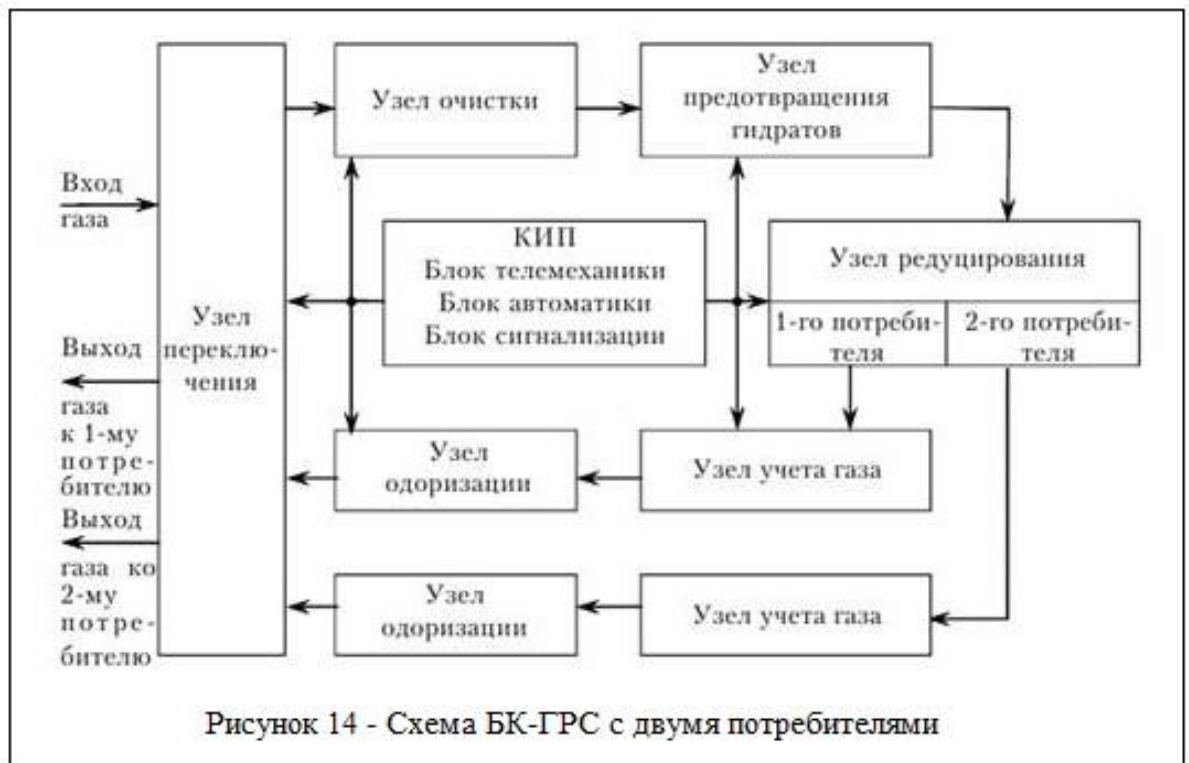 Узел очистки
Узел
предотвращения
гидратов
Вход
газа
КИП
Блок телемеханики
Блок автоматики
Блок сигнализации
Узел редуцирования
1-го потреби-
теля
2-го потреби-
теля
Узел
переклю-
чения
Выход
газа
к 1-му
потре-
бителю
Выход
газа ко
2-му
потре-
бителю
Узел
одоризации
Узел учета газа
Узел
одоризации
Узел учета газа
Рисунок 14 - Схема БК-ГРС с двумя потребителями